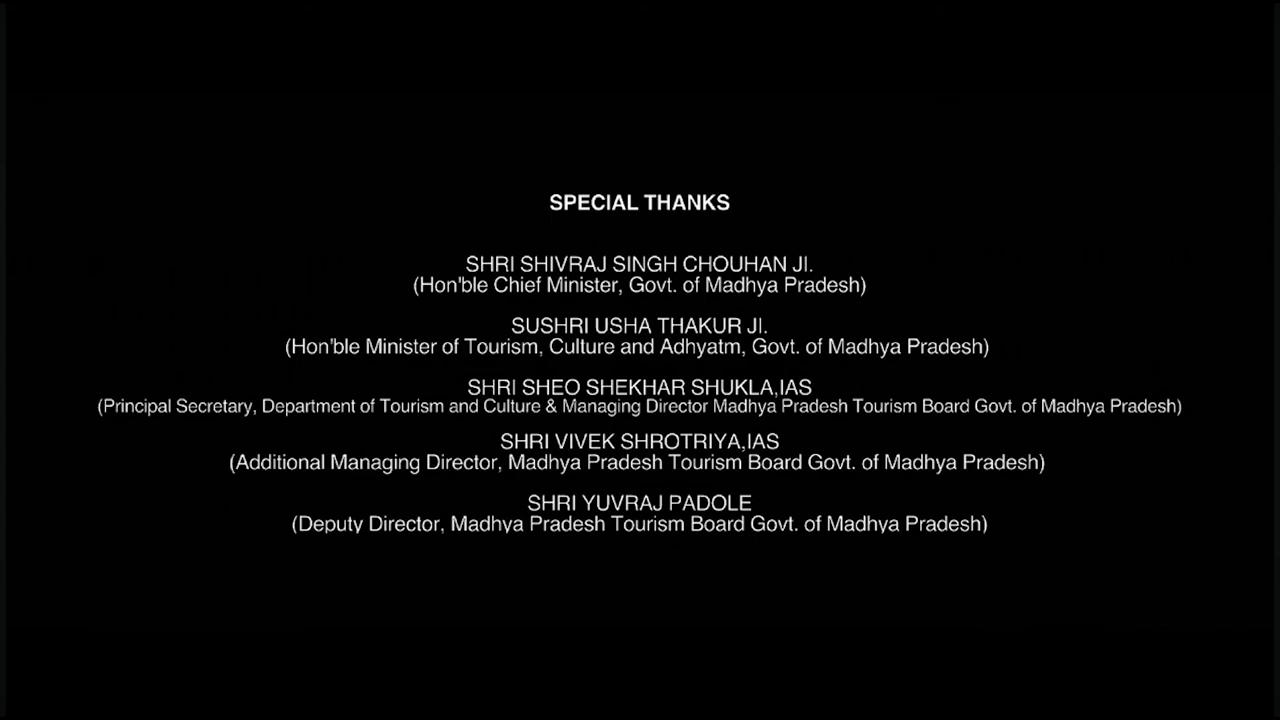 SPECIAL THANKS
SHRI SHIVRAJ SINGH CHOUHAN JI.
(Hon'ble Chief Minister, Govt. of Madhya Pradesh)
SUSHRI USHA THAKUR JI.
(Hon'ble Minister of Tourism, Culture and Adhyatm, Govt. of Madhya Pradesh)
SHRI SHEO SHEKHAR SHUKLA,IAS
(Principal Secretary, Department of Tourism and Culture & Managing Director Madhya Pradesh Tourism Board Govt. of Madhya Pradesh)
SHRI VIVEK SHROTRIYA,IAS
(Additional Managing Director, Madhya Pradesh Tourism Board Govt. of Madhya Pradesh)
SHRI YUVRAJ PADOLE
(Deputy Director, Madhya Pradesh Tourism Board Govt. of Madhya Pradesh)